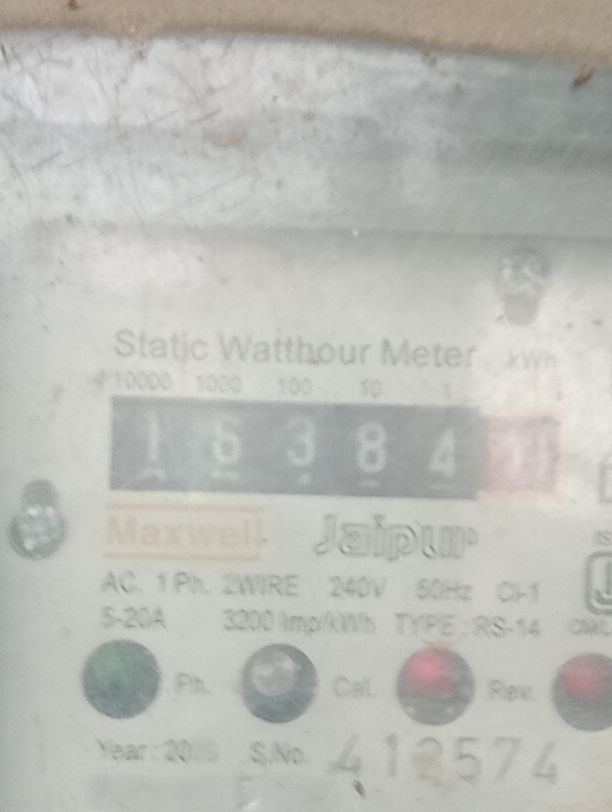 Static Watthour Meter kWh
10000 1000 100 10 1
1 6 3 8 4
Maxwell Jaipur
AC. 1 Ph. 2WIRE 240V 50Hz Cl-1
5-20A 3200 imp/kWh TYPE : RS-14
Ph. Cal. Rev.
Year : S.No. 412574